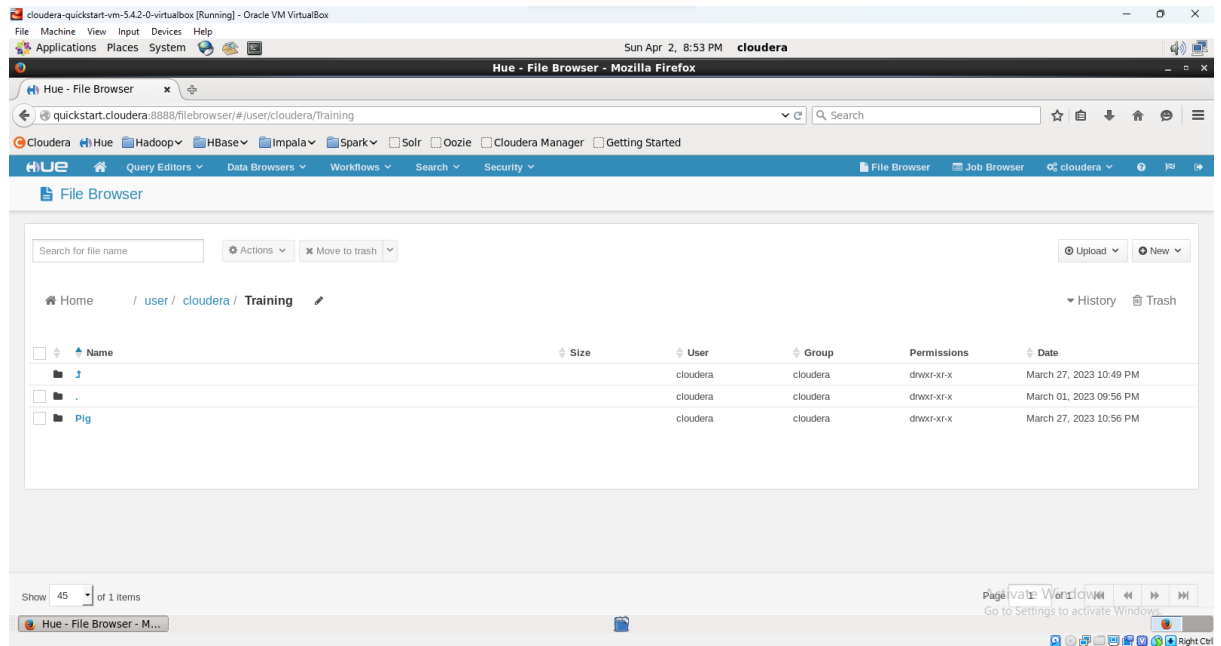 cloudera-quickstart-vm-5.4.2-0-virtualbox [Running] - Oracle VM VirtualBox
File Machine View Input Devices Help
Applications Places System Sun Apr 2, 8:53 PM cloudera
Hue - File Browser - Mozilla Firefox
Hue - File Browser
quickstart.cloudera:8888/filebrowser/#/user/cloudera/Training Search
Cloudera Hue Hadoop HBase Impala Spark Solr Oozie Cloudera Manager Getting Started
HUE Query Editors Data Browsers Workflows Search Security File Browser Job Browser cloudera
File Browser
Search for file name Actions Move to trash Upload New
Home / user / cloudera / Training History Trash
Name Size User Group Permissions Date
cloudera cloudera drwxr-xr-x March 27, 2023 10:49 PM
. cloudera cloudera drwxr-xr-x March 01, 2023 09:56 PM
Pig cloudera cloudera drwxr-xr-x March 27, 2023 10:56 PM
Show 45 of 1 items Page 1 of 1
Activate Windows
Go to Settings to activate Windows.
Hue - File Browser - M...
Right Ctrl